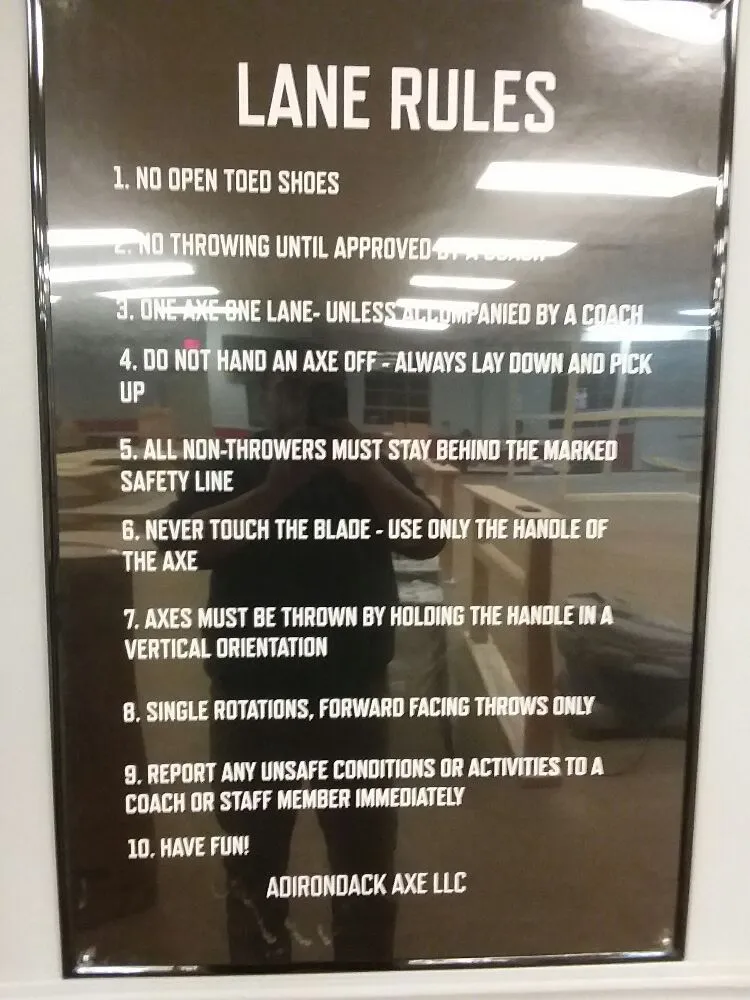 LANE RULES
1. NO OPEN TOED SHOES
2. NO THROWING UNTIL APPROVED BY A COACH
3. ONE AXE ONE LANE- UNLESS ACCOMPANIED BY A COACH
4. DO NOT HAND AN AXE OFF - ALWAYS LAY DOWN AND PICK
UP
5. ALL NON-THROWERS MUST STAY BEHIND THE MARKED
SAFETY LINE
6. NEVER TOUCH THE BLADE - USE ONLY THE HANDLE OF
THE AXE
7. AXES MUST BE THROWN BY HOLDING THE HANDLE IN A
VERTICAL ORIENTATION
8. SINGLE ROTATIONS, FORWARD FACING THROWS ONLY
9. REPORT ANY UNSAFE CONDITIONS OR ACTIVITIES TO A
COACH OR STAFF MEMBER IMMEDIATELY
10. HAVE FUN!
ADIRONDACK AXE LLC